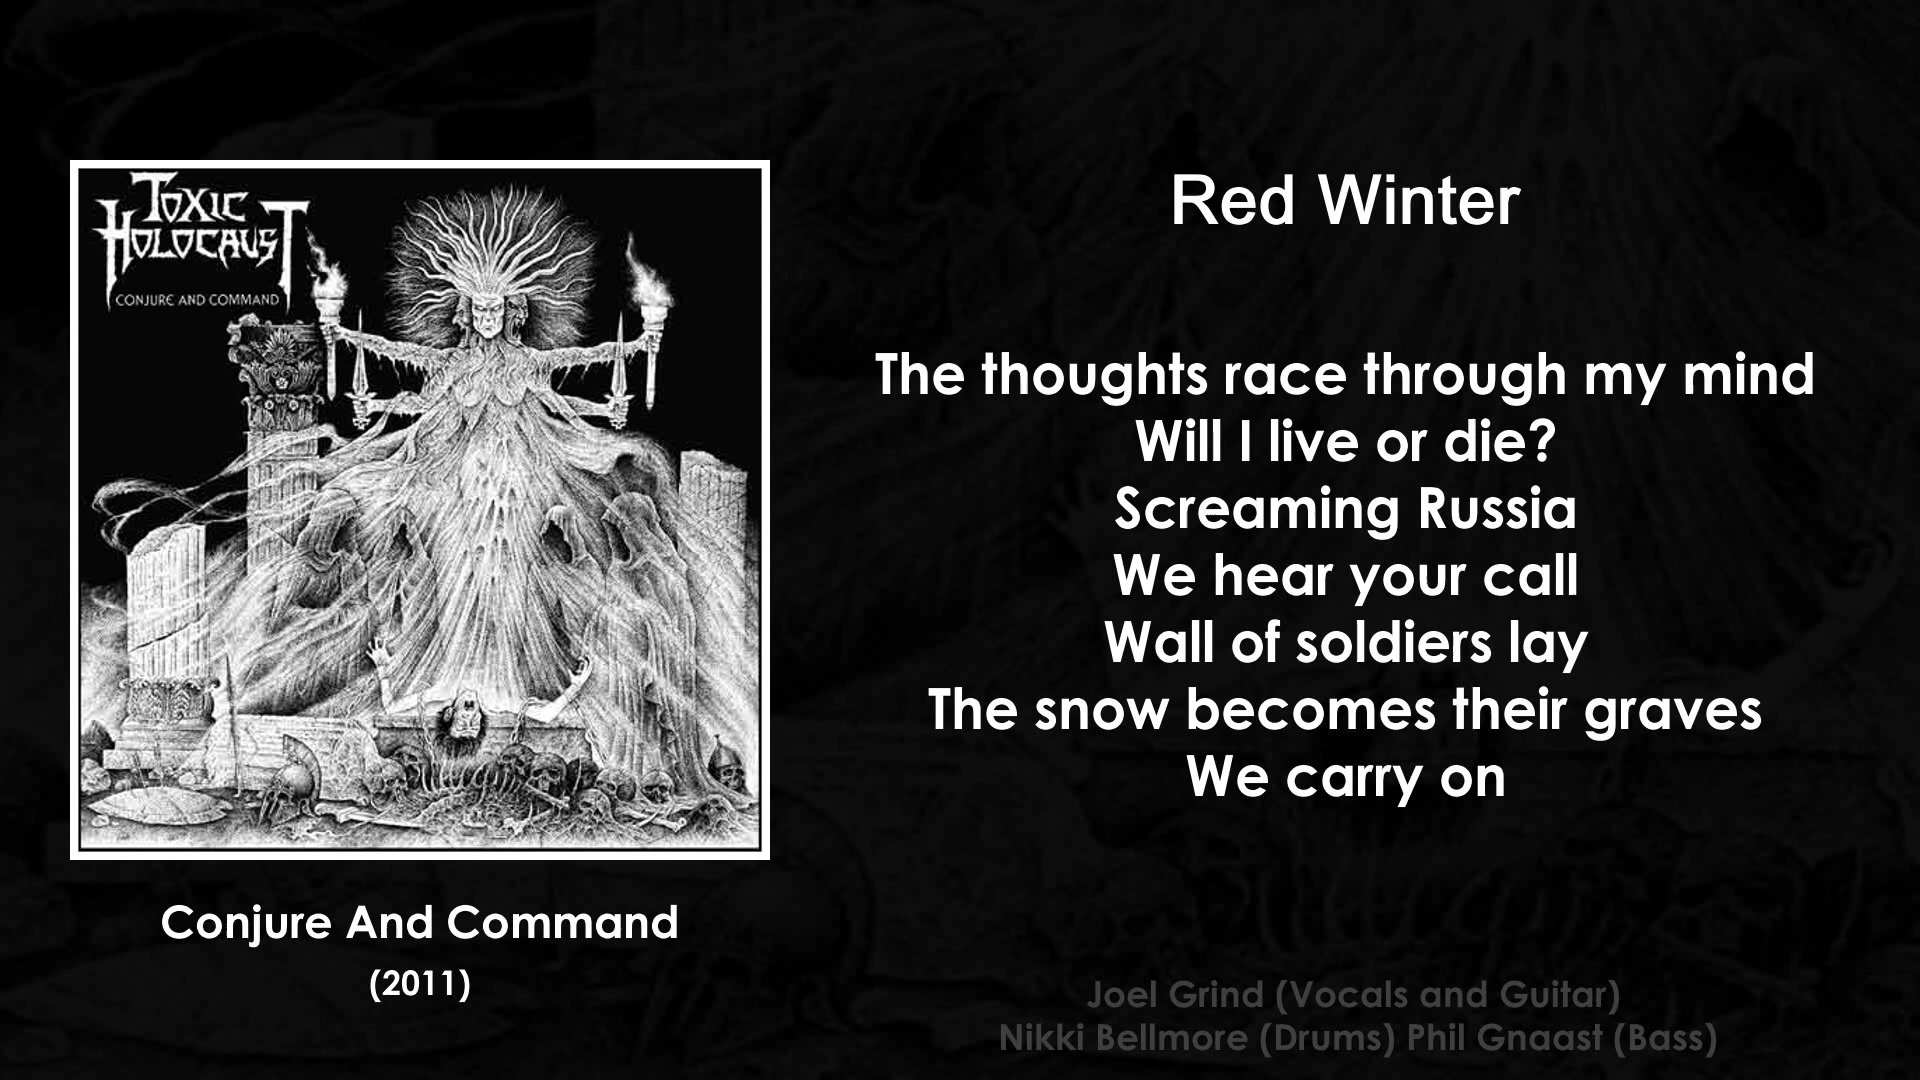 TOXIC
HOLOCAUST
CONJURE AND COMMAND
Conjure And Command
(2011)
Red Winter
The thoughts race through my mind
Will I live or die?
Screaming Russia
We hear your call
Wall of soldiers lay
The snow becomes their graves
We carry on
Joel Grind (Vocals and Guitar)
Nikki Bellmore (Drums) Phil Gnaast (Bass)